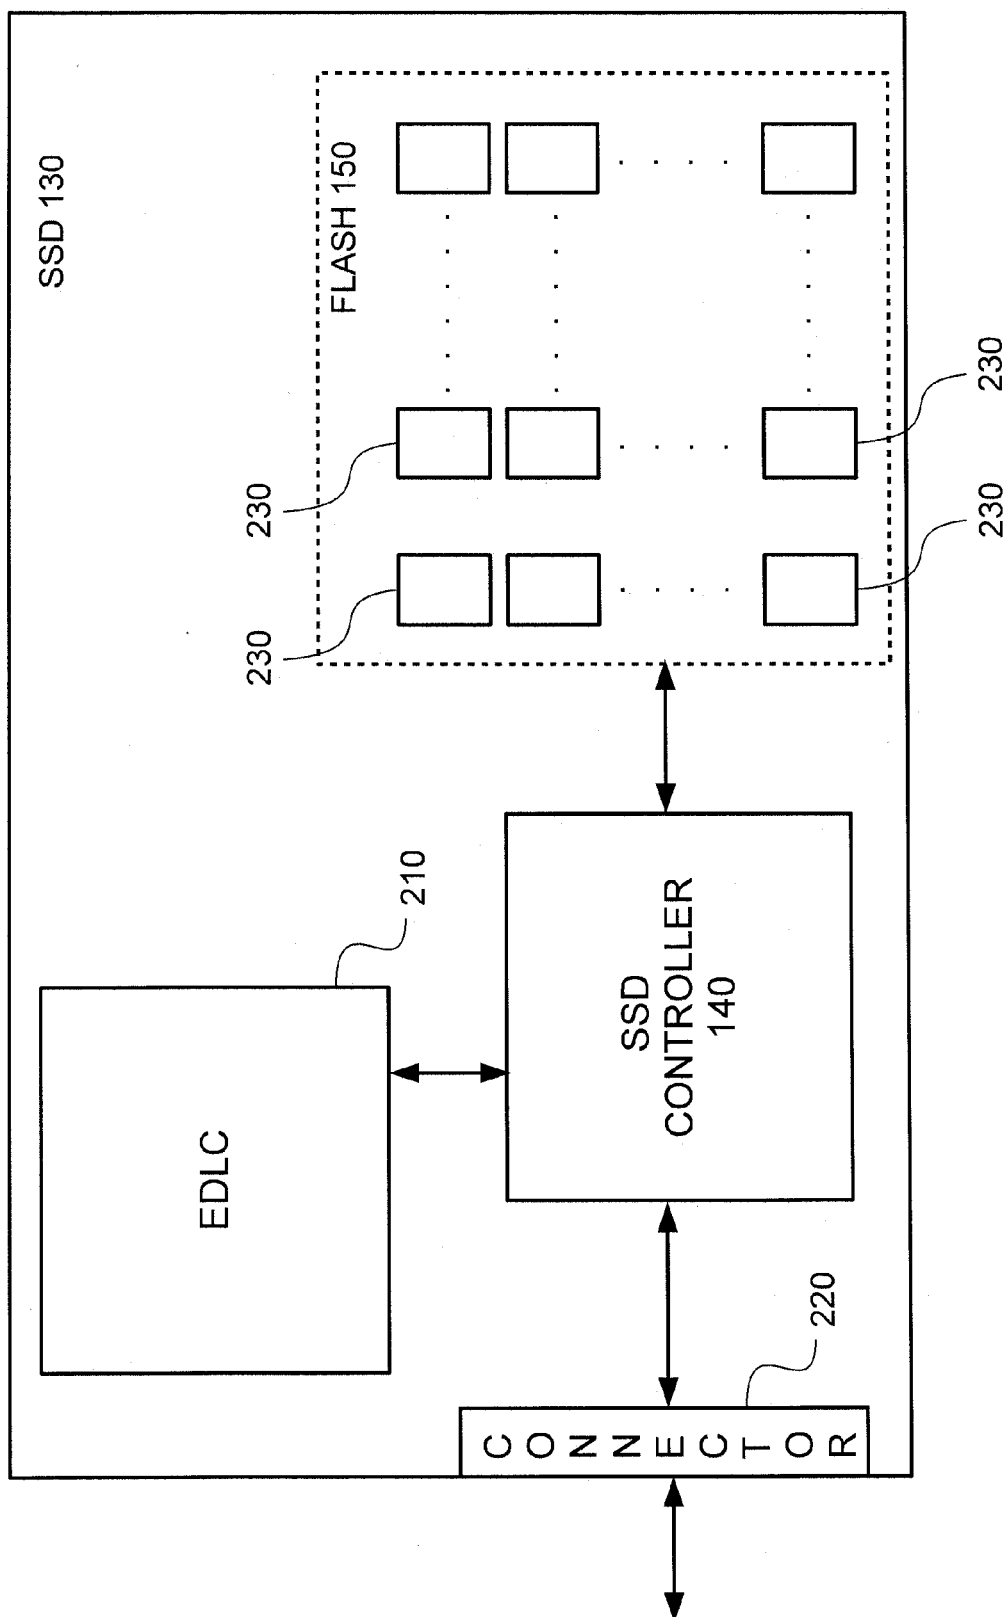 SSD 130
FLASH 150
230
230
230
230
EDLC
210
SSD
CONTROLLER
140
CONNECTOR
220